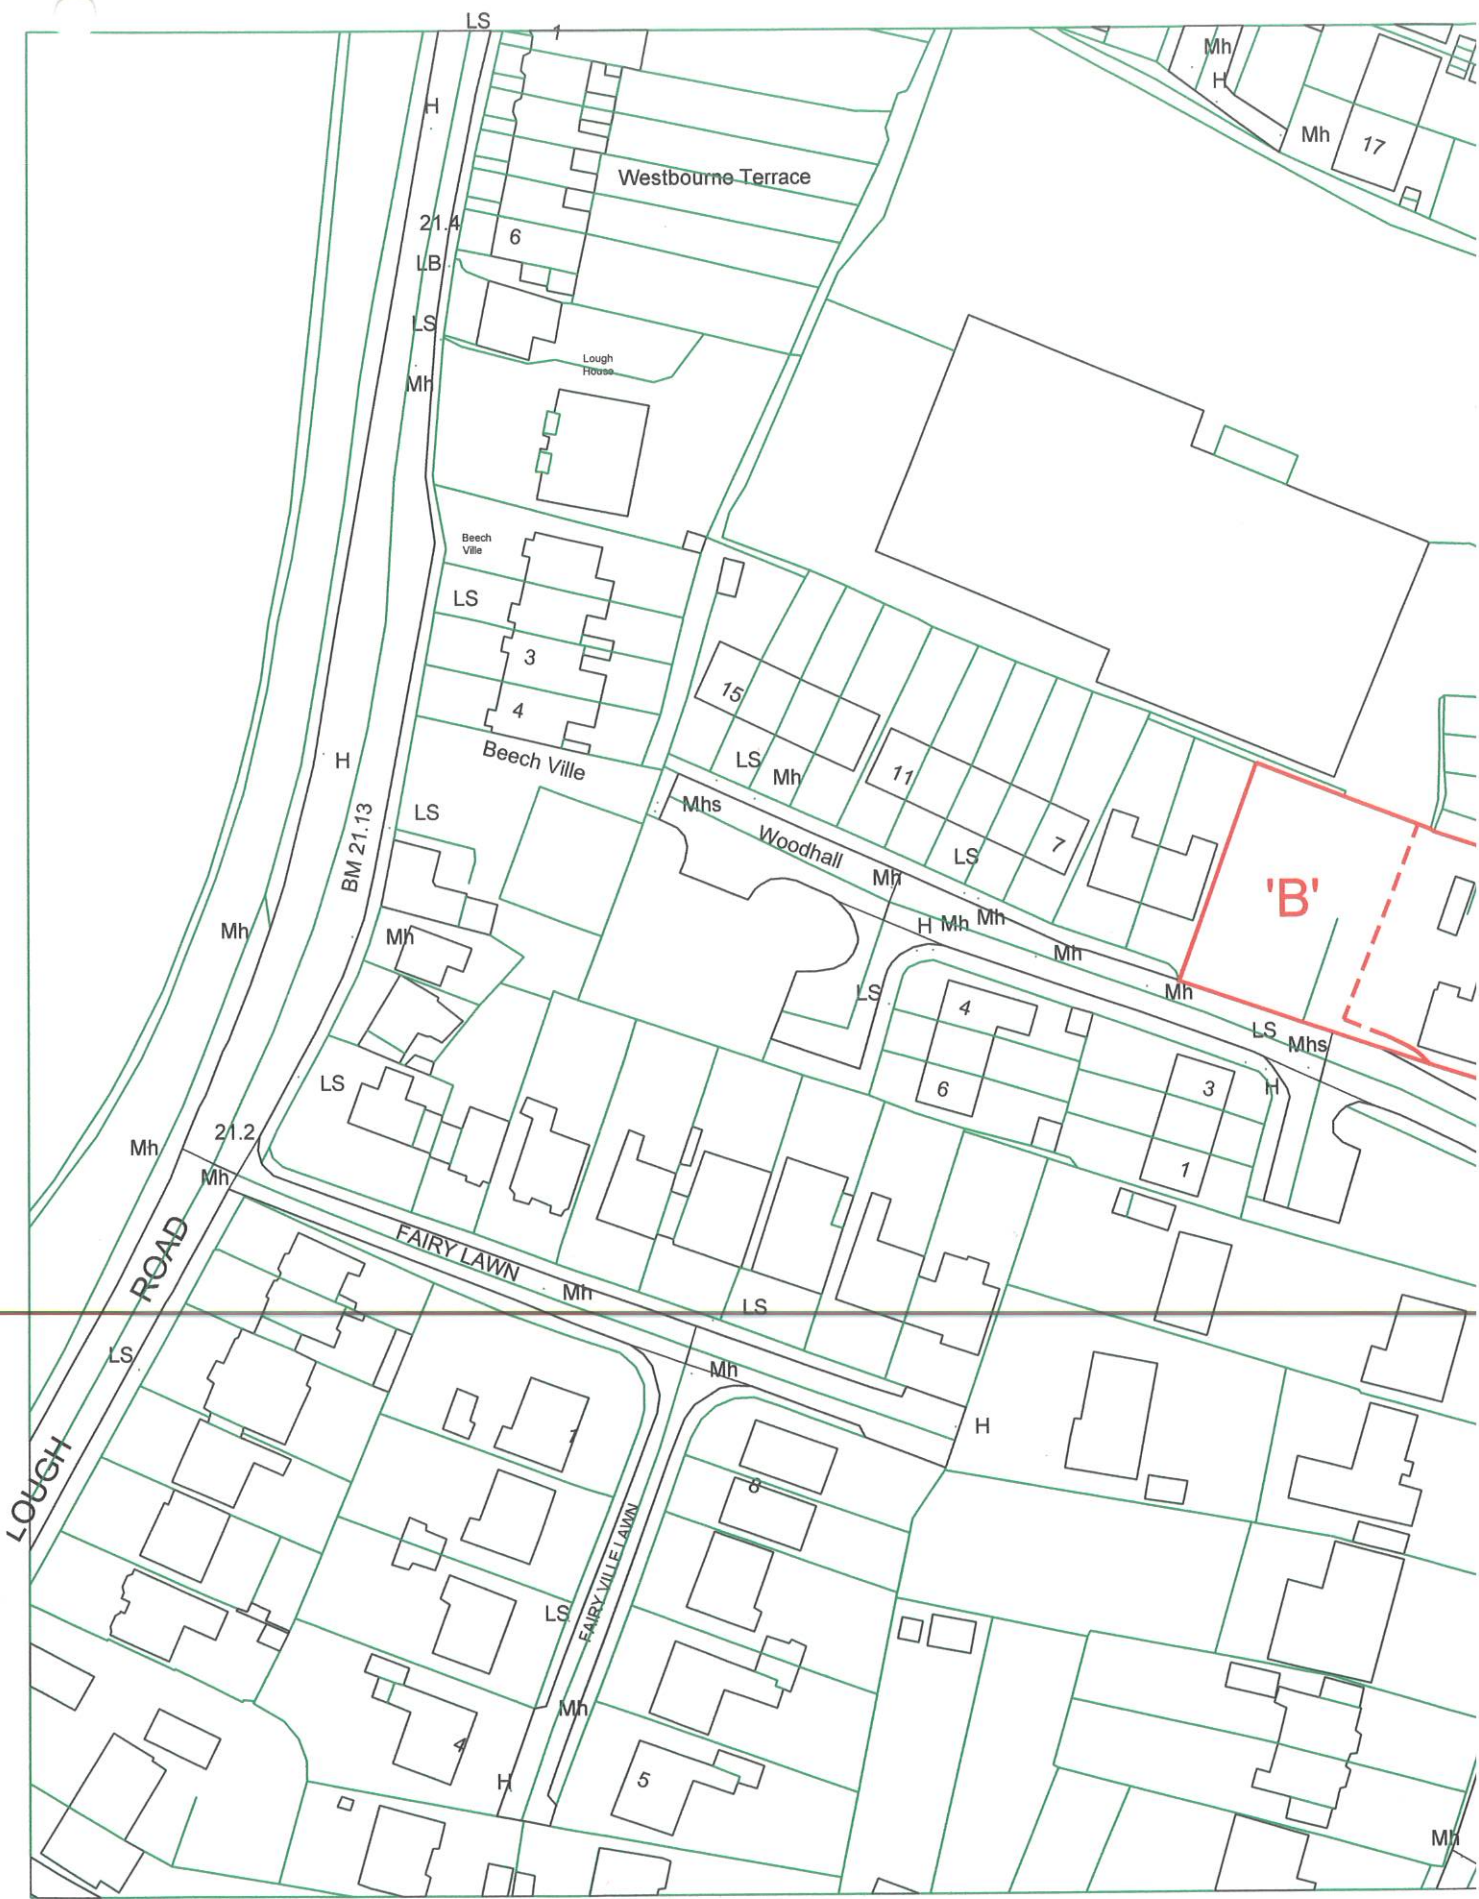 LS
1
Mh
H
H
Mh
17
Westbourne Terrace
21.4
6
LB
LS
Lough
House
Mh
Beech
Ville
LS
3
15
4
LS
Beech Ville
Mh
11
H
Mhs
LS
Woodhall
7
BM 21.13
LS
Mh
'B'
Mh
Mh
H
Mh
Mh
Mh
LS
Mh
4
LS
Mhs
LS
6
3
H
21.2
Mh
Mh
1
ROAD
FAIRY LAWN
Mh
LS
LS
Mh
H
1
LOUGH
8
FAIRY VILLE LAWN
LS
Mh
4
H
5
Mh